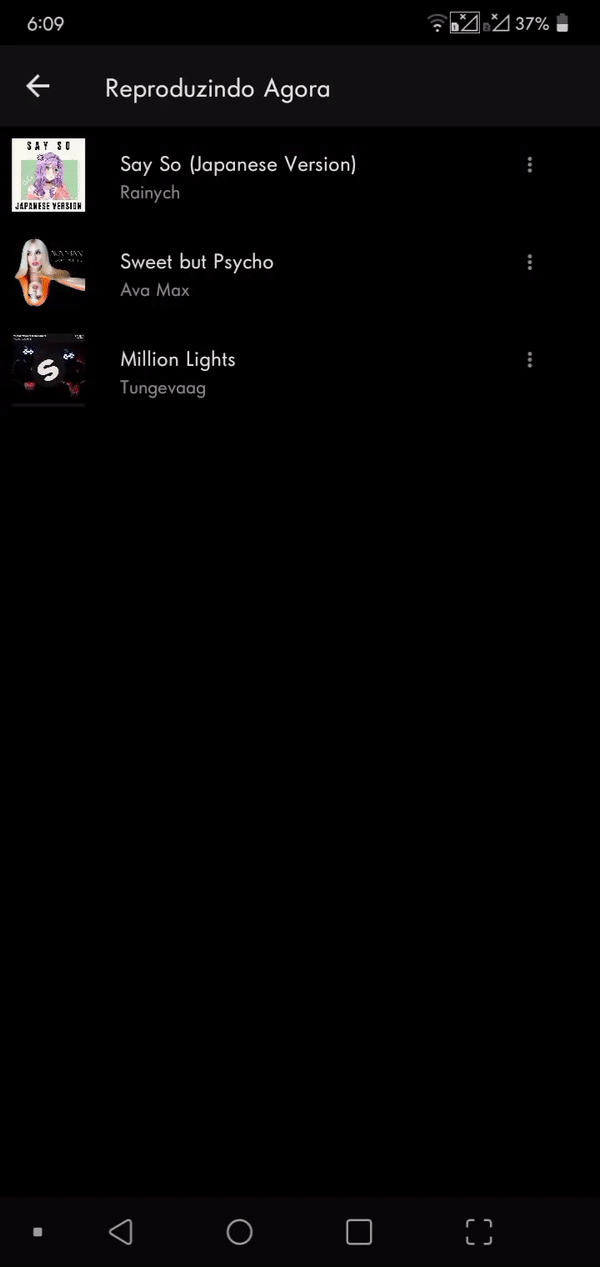 6:09
37%
Reproduzindo Agora
SAY SO
JAPANESE VERSION
Say So (Japanese Version)
Rainych
Sweet but Psycho
Ava Max
Million Lights
Tungevaag